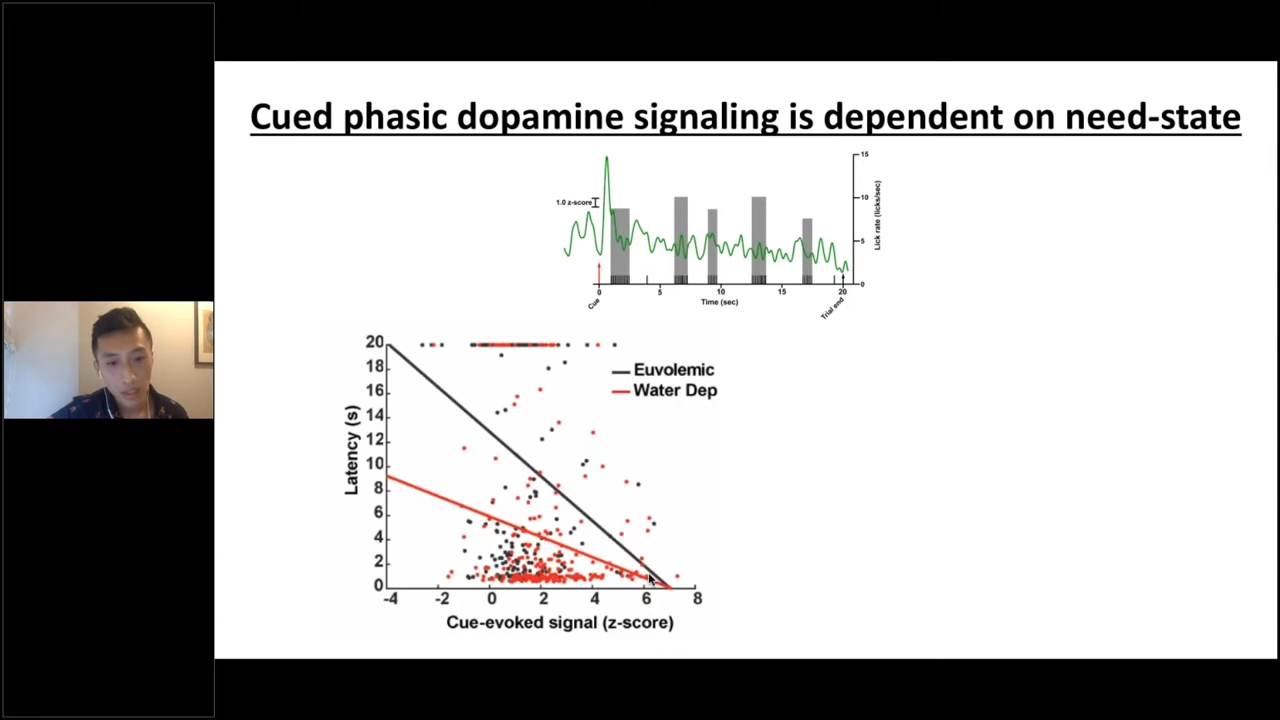 Cued phasic dopamine signaling is dependent on need-state
1.0 z-score
15
10
5
0
Lick rate (licks/sec)
0
5
10
15
20
Cue
Time (sec)
Trial end
20
18
16
14
12
10
8
6
4
2
0
Latency (s)
Euvolemic
Water Dep
-4
-2
0
2
4
6
8
Cue-evoked signal (z-score)